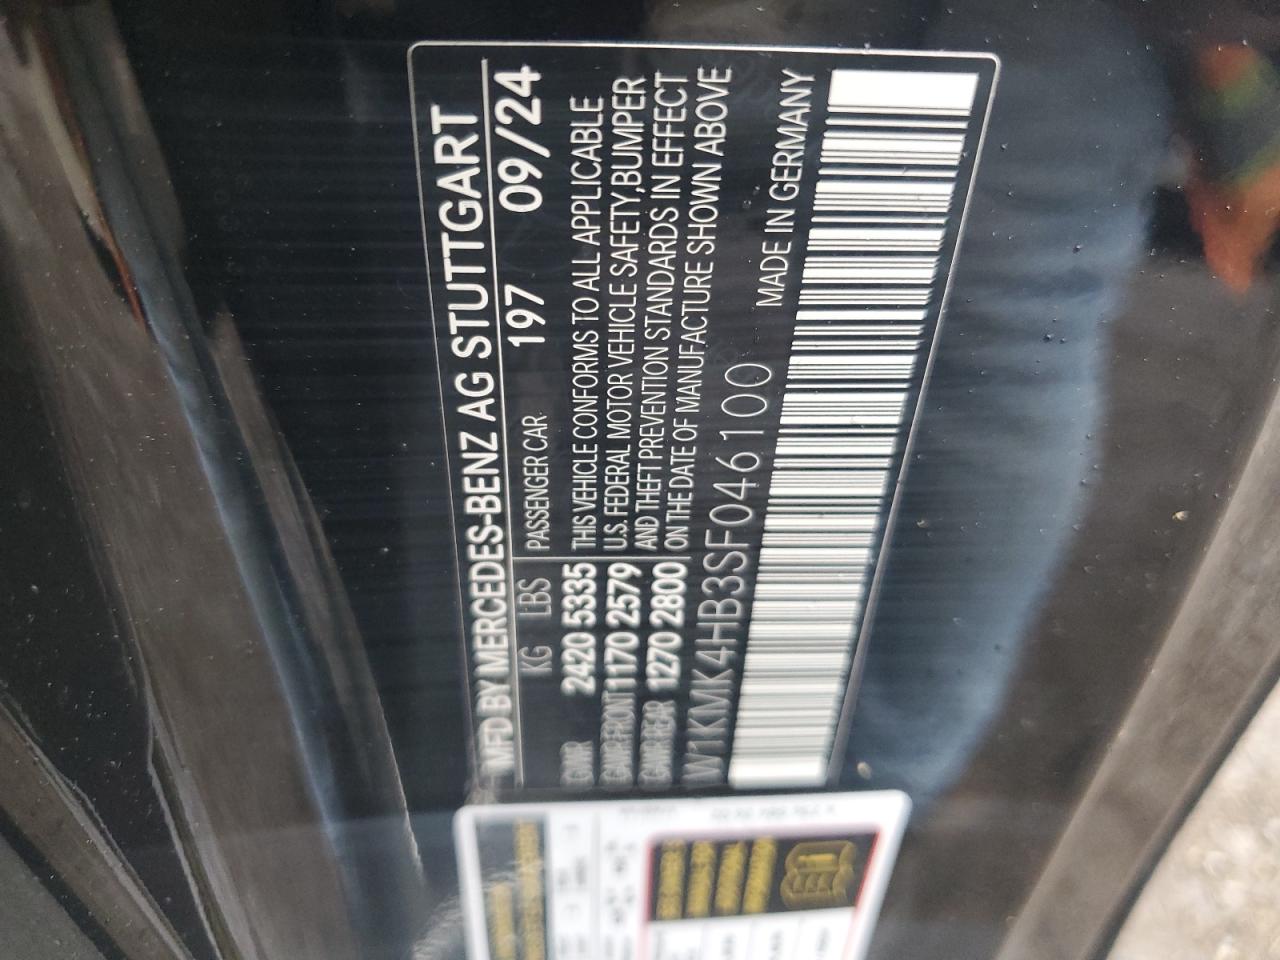 MFD BY MERCEDES-BENZ AG STUTTGART
KG LBS PASSENGER CAR 197 09/24
GVWR 2420 5335 THIS VEHICLE CONFORMS TO ALL APPLICABLE
GAWR FRONT 1170 2579 U.S. FEDERAL MOTOR VEHICLE SAFETY, BUMPER
GAWR REAR 1270 2800 AND THEFT PREVENTION STANDARDS IN EFFECT
ON THE DATE OF MANUFACTURE SHOWN ABOVE
W1KMK4HB3SF046100 MADE IN GERMANY